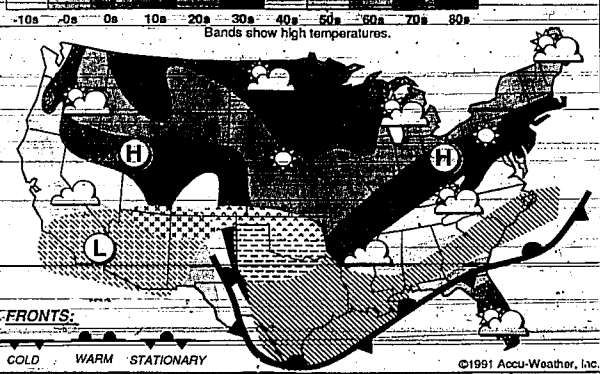 -10s -0s 0s 10s 20s 30s 40s 50s 60s 70s 80s
Bands show high temperatures.
H
H
L
FRONTS:
COLD WARM STATIONARY
©1991 Accu-Weather, Inc.